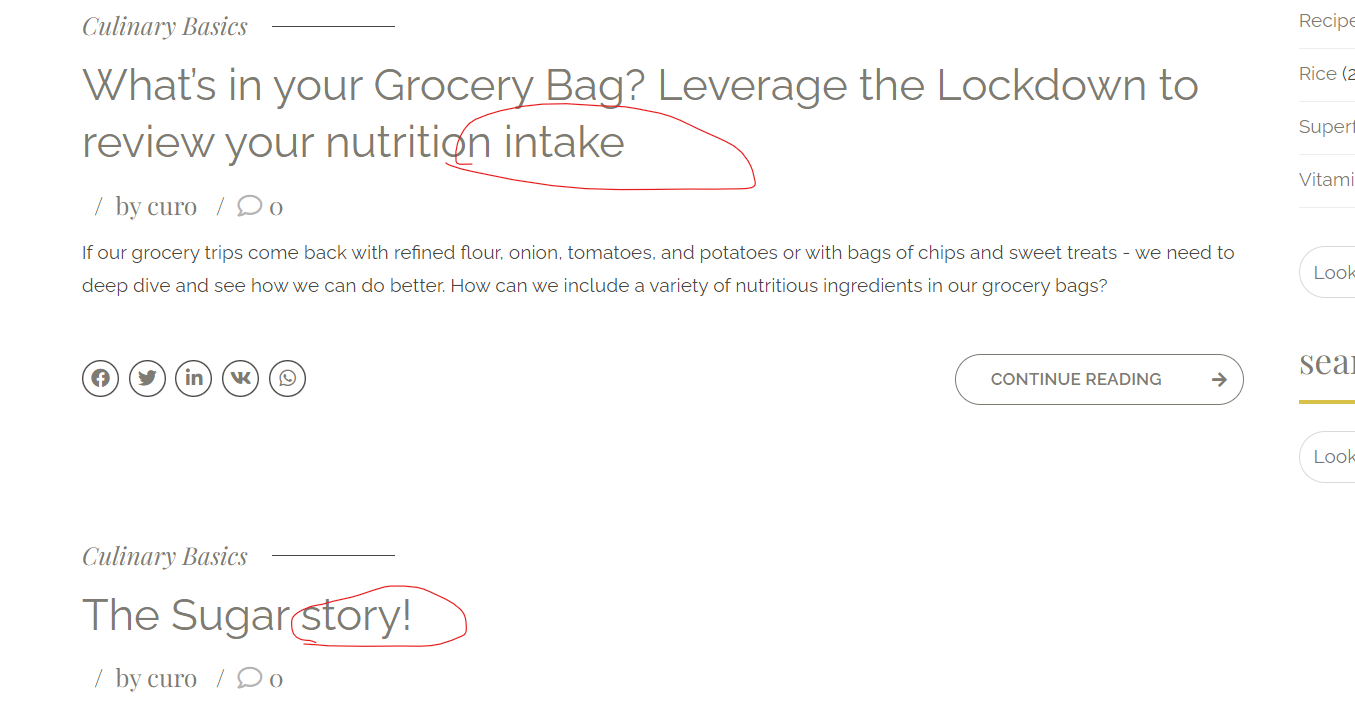 Culinary Basics
What's in your Grocery Bag? Leverage the Lockdown to
review your nutrition intake
/ by curo / 0
If our grocery trips come back with refined flour, onion, tomatoes, and potatoes or with bags of chips and sweet treats - we need to
deep dive and see how we can do better. How can we include a variety of nutritious ingredients in our grocery bags?
CONTINUE READING
Culinary Basics
The Sugar story!
/ by curo / 0
Recipe
Rice (2
Superf
Vitami
Look
sear
Look